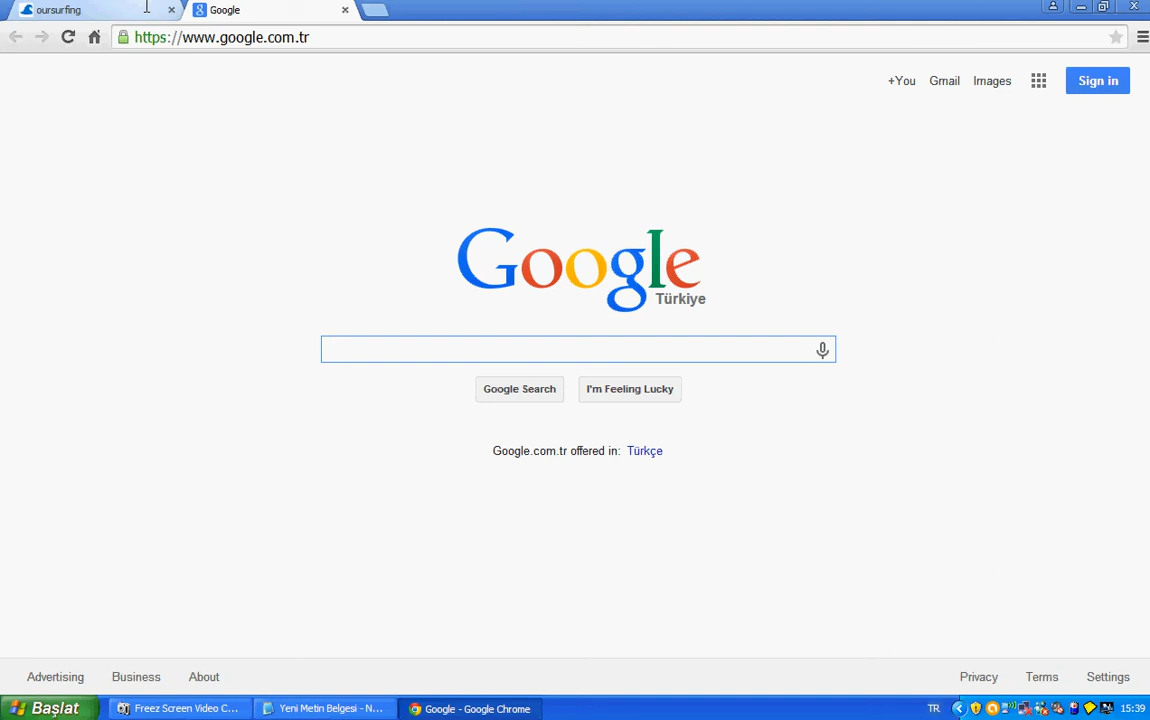 oursurfing
Google
https://www.google.com.tr
+You Gmail Images Sign in
Google
Türkiye
Google Search I'm Feeling Lucky
Google.com.tr offered in: Türkçe
Advertising Business About Privacy Terms Settings
Başlat Freez Screen Video C... Yeni Metin Belgesi - N... Google - Google Chrome TR 15:39